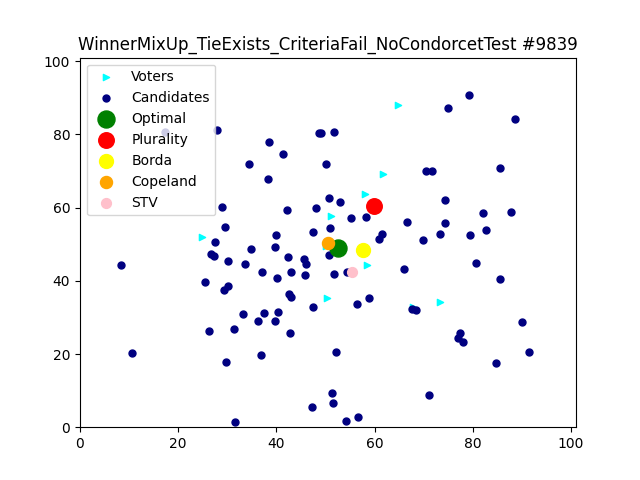 WinnerMixUp_TieExists_CriteriaFail_NoCondorcetTest #9839
100
80
60
40
20
0
Voters
Candidates
Optimal
Plurality
Borda
Copeland
STV
0 20 40 60 80 100